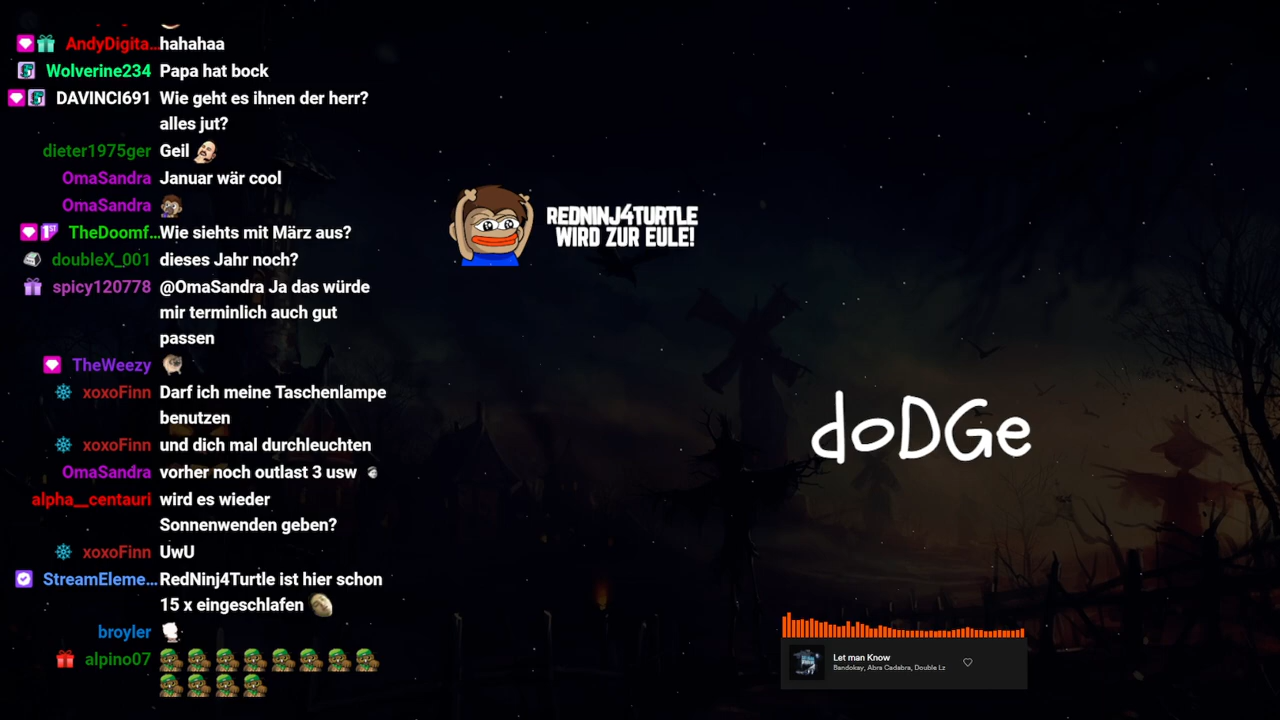 AndyDigita... hahahaa
Wolverine234 Papa hat bock
DAVINCI691 Wie geht es ihnen der herr?
alles jut?
dieter1975ger Geil
OmaSandra Januar wär cool
OmaSandra
TheDoomf... Wie siehts mit März aus?
doubleX_001 dieses Jahr noch?
spicy120778 @OmaSandra Ja das würde
mir terminlich auch gut
passen
TheWeezy
xoxoFinn Darf ich meine Taschenlampe
benutzen
xoxoFinn und dich mal durchleuchten
OmaSandra vorher noch outlast 3 usw
alpha__centauri wird es wieder
Sonnenwenden geben?
xoxoFinn UwU
StreamEleme... RedNinj4Turtle ist hier schon
15 x eingeschlafen
broyler
alpino07
REDNINJ4TURTLE
WIRD ZUR EULE!
doDGe
Let man Know
Bandokay, Abra Cadabra, Double Lz